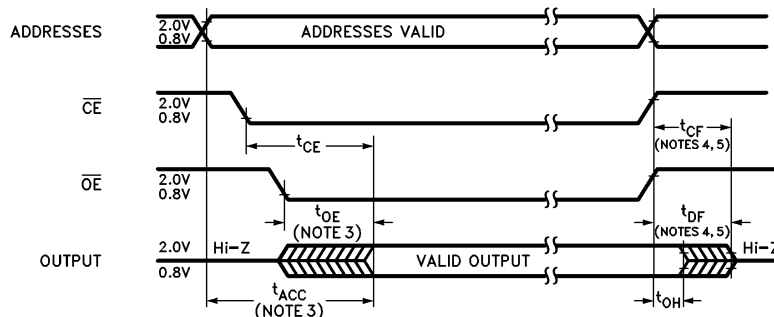 ADDRESSES
2.0V
0.8V
ADDRESSES VALID
CE
2.0V
0.8V
tCE
tCF
(NOTES 4, 5)
OE
2.0V
0.8V
tOE
(NOTE 3)
tDF
(NOTES 4, 5)
OUTPUT
2.0V
0.8V
Hi-Z
VALID OUTPUT
Hi-Z
tACC
(NOTE 3)
tOH